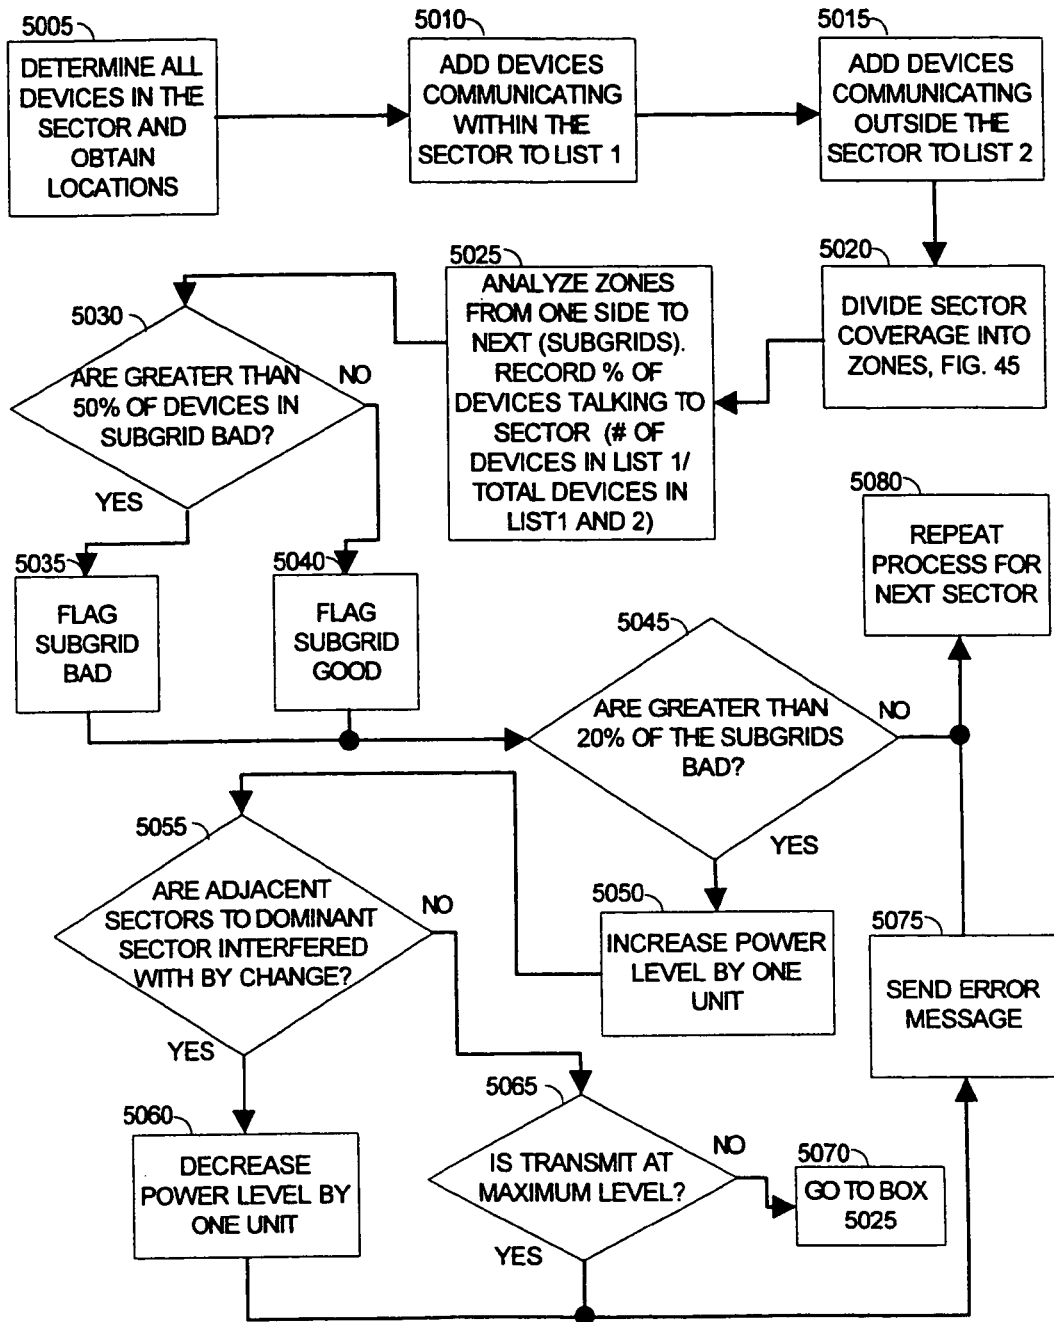 5005
DETERMINE ALL
DEVICES IN THE
SECTOR AND
OBTAIN
LOCATIONS
5010
ADD DEVICES
COMMUNICATING
WITHIN THE
SECTOR TO LIST 1
5015
ADD DEVICES
COMMUNICATING
OUTSIDE THE
SECTOR TO LIST 2
5020
DIVIDE SECTOR
COVERAGE INTO
ZONES, FIG. 45
5025
ANALYZE ZONES
FROM ONE SIDE TO
NEXT (SUBGRIDS).
RECORD % OF
DEVICES TALKING TO
SECTOR (# OF
DEVICES IN LIST 1/
TOTAL DEVICES IN
LIST1 AND 2)
5030
ARE GREATER THAN
50% OF DEVICES IN
SUBGRID BAD?
NO
YES
5035
FLAG
SUBGRID
BAD
5040
FLAG
SUBGRID
GOOD
5045
ARE GREATER THAN
20% OF THE SUBGRIDS
BAD?
NO
YES
5080
REPEAT
PROCESS FOR
NEXT SECTOR
5050
INCREASE POWER
LEVEL BY ONE
UNIT
5055
ARE ADJACENT
SECTORS TO DOMINANT
SECTOR INTERFERED
WITH BY CHANGE?
NO
YES
5075
SEND ERROR
MESSAGE
5060
DECREASE
POWER LEVEL BY
ONE UNIT
5065
IS TRANSMIT AT
MAXIMUM LEVEL?
NO
YES
5070
GO TO BOX
5025